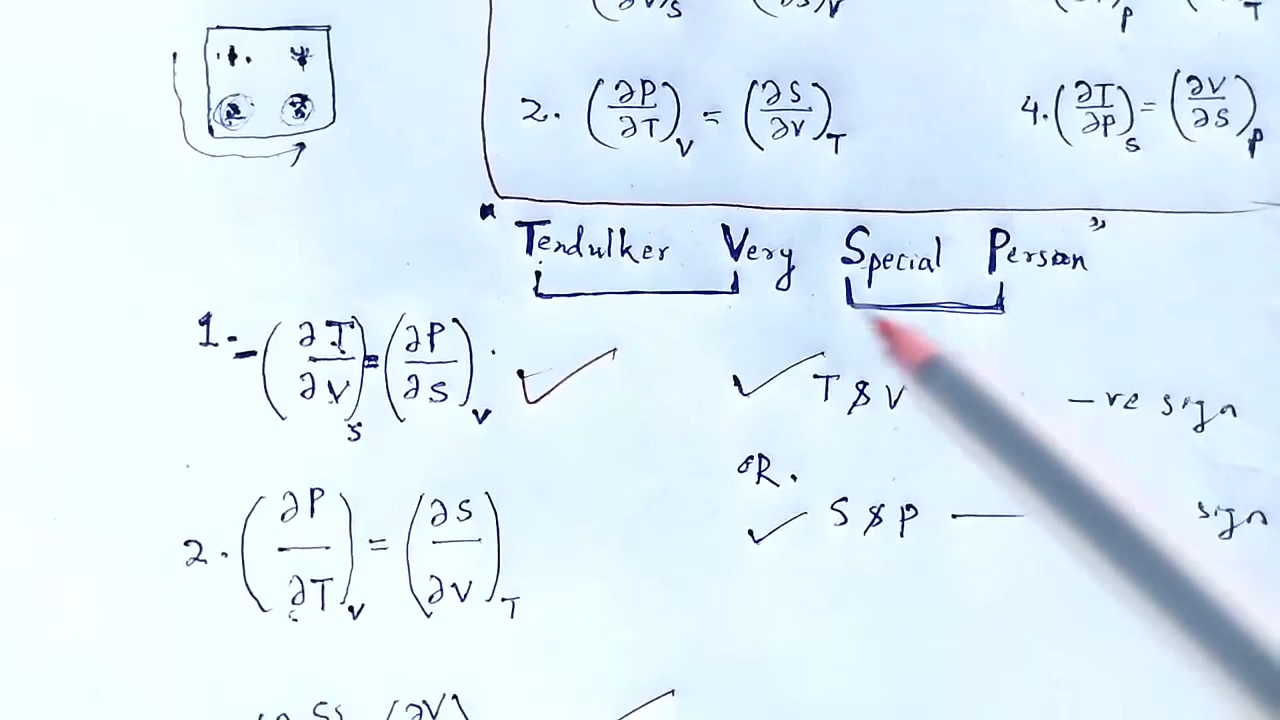 2. (∂P/∂T)_V = (∂S/∂V)_T
4. (∂T/∂P)_S = (∂V/∂S)_P
"Tendulker Very Special Person"
1. -(∂T/∂V)_S = (∂P/∂S)_V
T & V -ve sign
OR.
S & P — sign
2. (∂P/∂T)_V = (∂S/∂V)_T